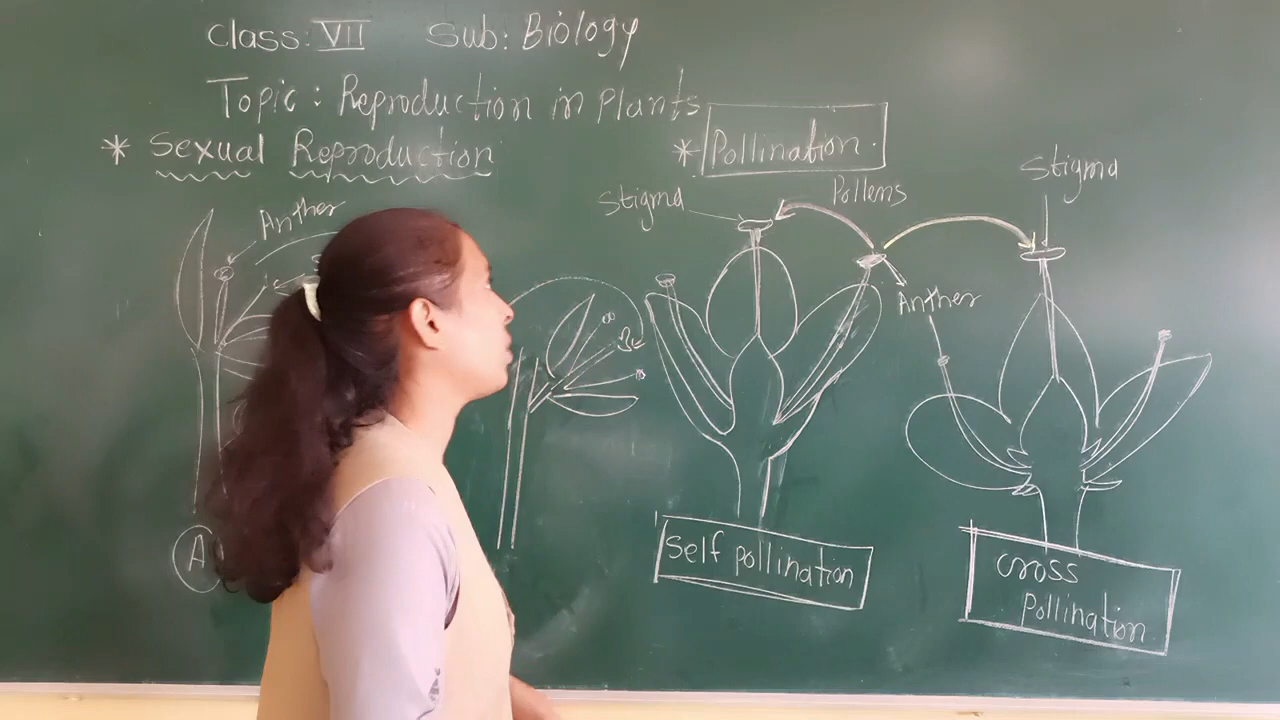 Class: VII Sub: Biology
Topic: Reproduction in Plants
* Sexual Reproduction
* Pollination
Anther
Stigma
Pollens
Stigma
Anther
A
Self pollination
Cross
Pollination